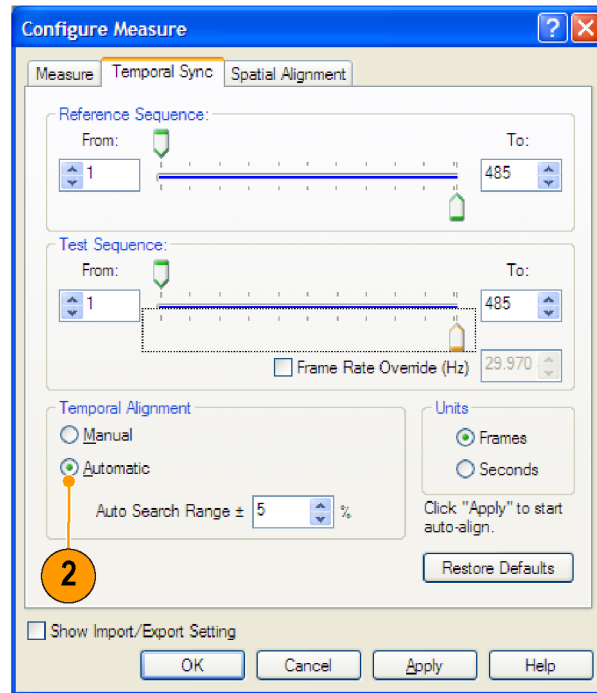 Configure Measure
Measure Temporal Sync Spatial Alignment
Reference Sequence:
From: To:
1 485
Test Sequence:
From: To:
1 485
Frame Rate Override (Hz) 29.970
Temporal Alignment
Manual
Automatic
Auto Search Range ± 5 %
Units
Frames
Seconds
Click "Apply" to start
auto-align.
2
Restore Defaults
Show Import/Export Setting
OK Cancel Apply Help